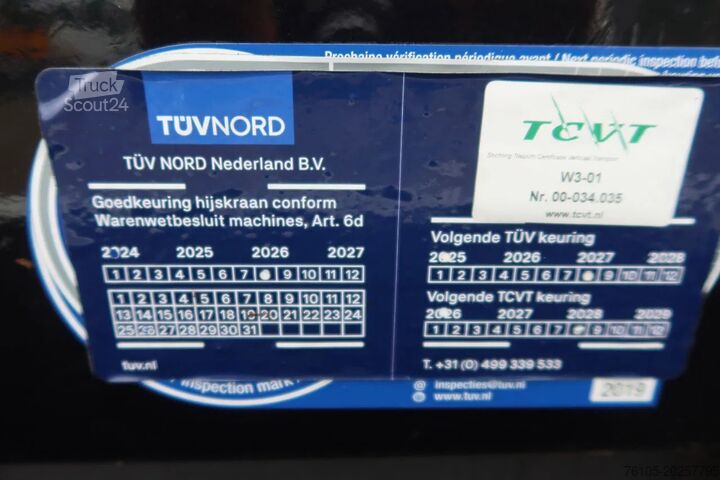 Prochaine vérification périodique avant / Next periodic inspection bef
Truck
Scout24
TÜVNORD
TÜV NORD Nederland B.V.
Goedkeuring hijskraan conform
Warenwetbesluit machines, Art. 6d
2024 2025 2026 2027
1 2 3 4 5 6 7 9 10 11 12
1 2 3 4 5 6 7 8 9 10 11 12
13 14 15 16 17 18 19 20 21 22 23 24
25 26 27 28 29 30 31
tuv.nl
TCVT
Stichting Toezicht Certificatie Verticaal Transport
W3-01
Nr. 00-034.035
www.tcvt.nl
Volgende TÜV keuring
2025 2026 2027 2028
1 2 3 4 5 6 7 9 10 11 12
Volgende TCVT keuring
2026 2027 2028 2029
1 2 3 4 5 6 7 9 10 11 12
T. +31 (0) 499 339 533
inspection mark
@ inspecties@tuv.nl
www.tuv.nl
2019